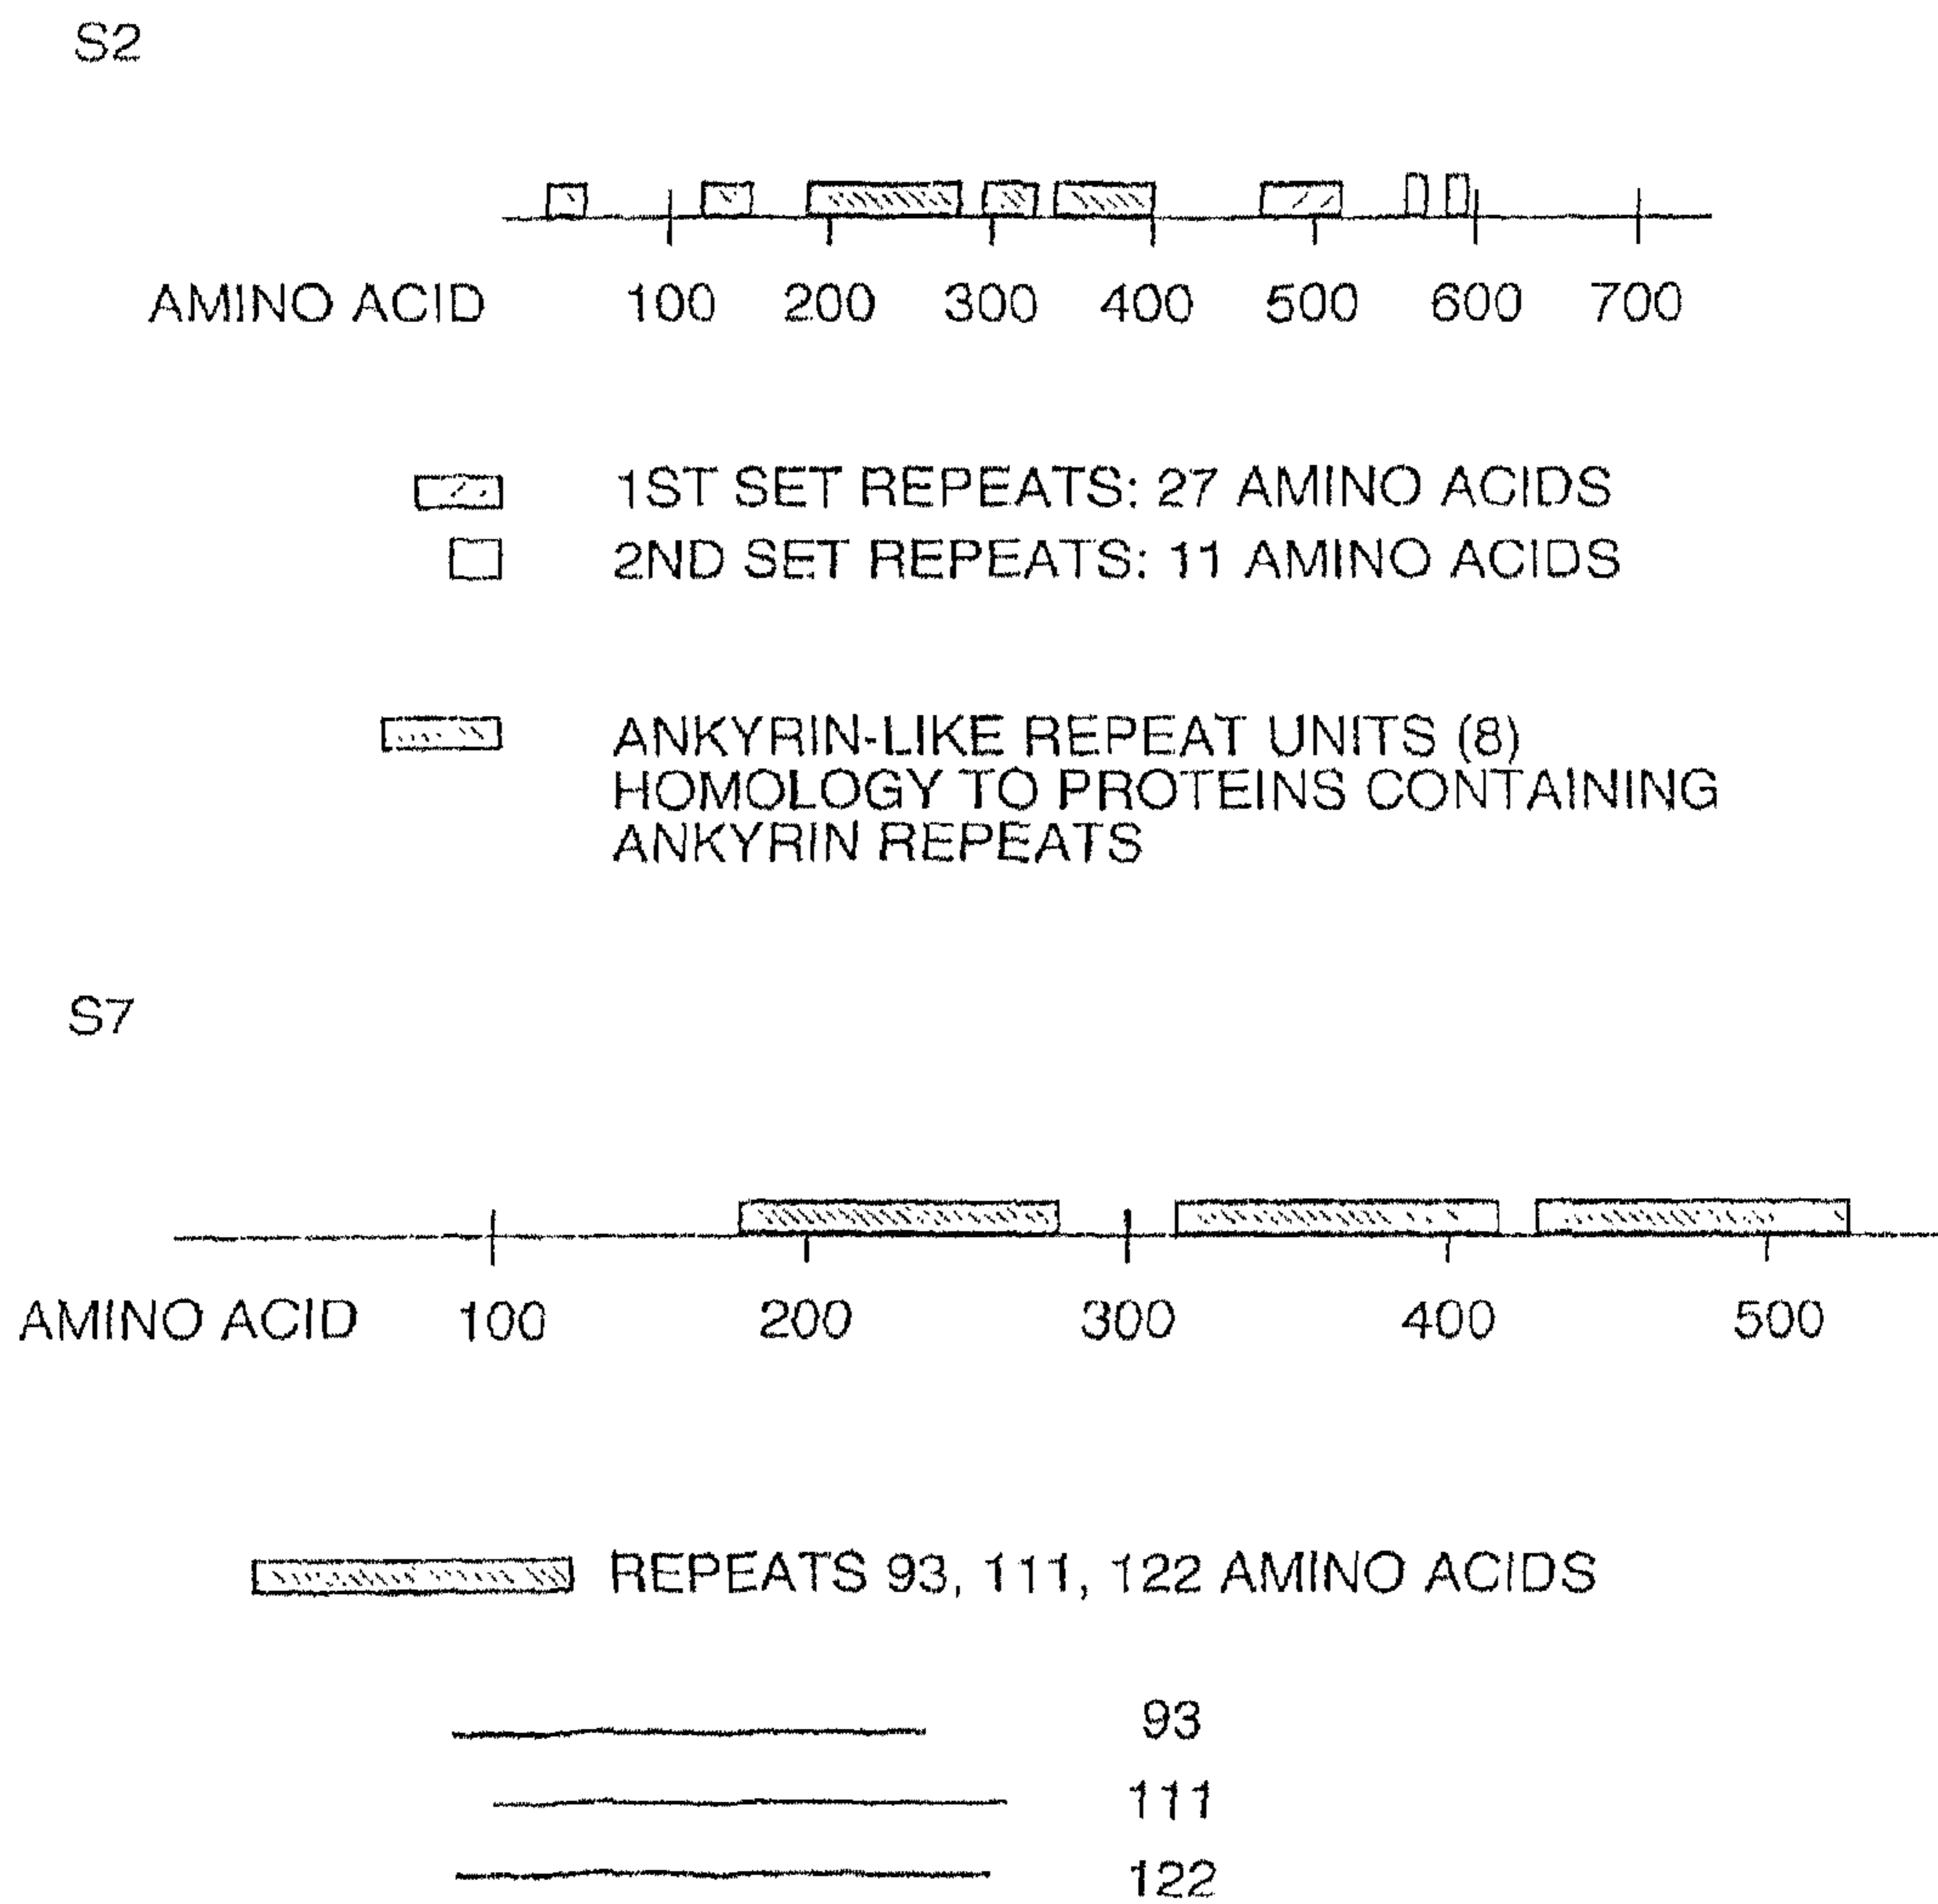 S2
AMINO ACID 100 200 300 400 500 600 700
1ST SET REPEATS: 27 AMINO ACIDS
2ND SET REPEATS: 11 AMINO ACIDS
ANKYRIN-LIKE REPEAT UNITS (8)
HOMOLOGY TO PROTEINS CONTAINING
ANKYRIN REPEATS
S7
AMINO ACID 100 200 300 400 500
REPEATS 93, 111, 122 AMINO ACIDS
93
111
122